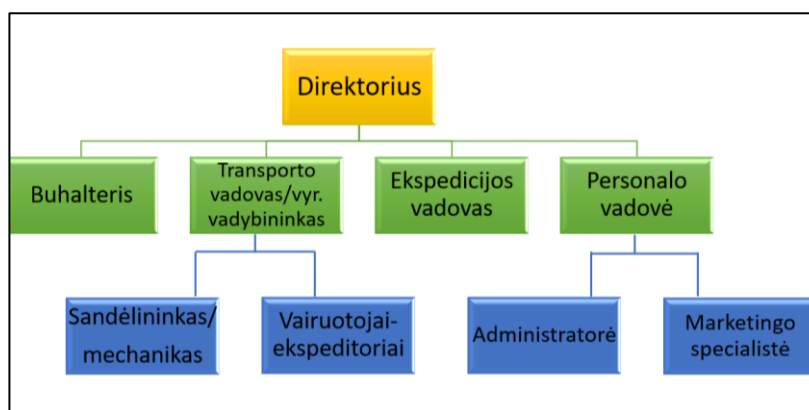 Direktorius
Buhalteris
Transporto
vadovas/vyr.
vadybininkas
Ekspedicijos
vadovas
Personalo
vadovė
Sandėlininkas/
mechanikas
Vairuotojai-
ekspeditoriai
Administratorė
Marketingo
specialistė